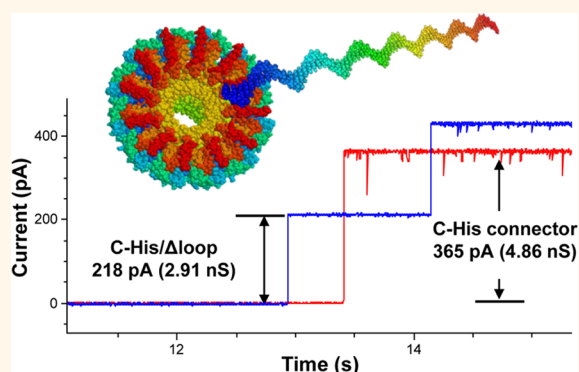 Current (pA)
400
200
0
C-His/Δloop
218 pA (2.91 nS)
C-His connector
365 pA (4.86 nS)
12
14
Time (s)